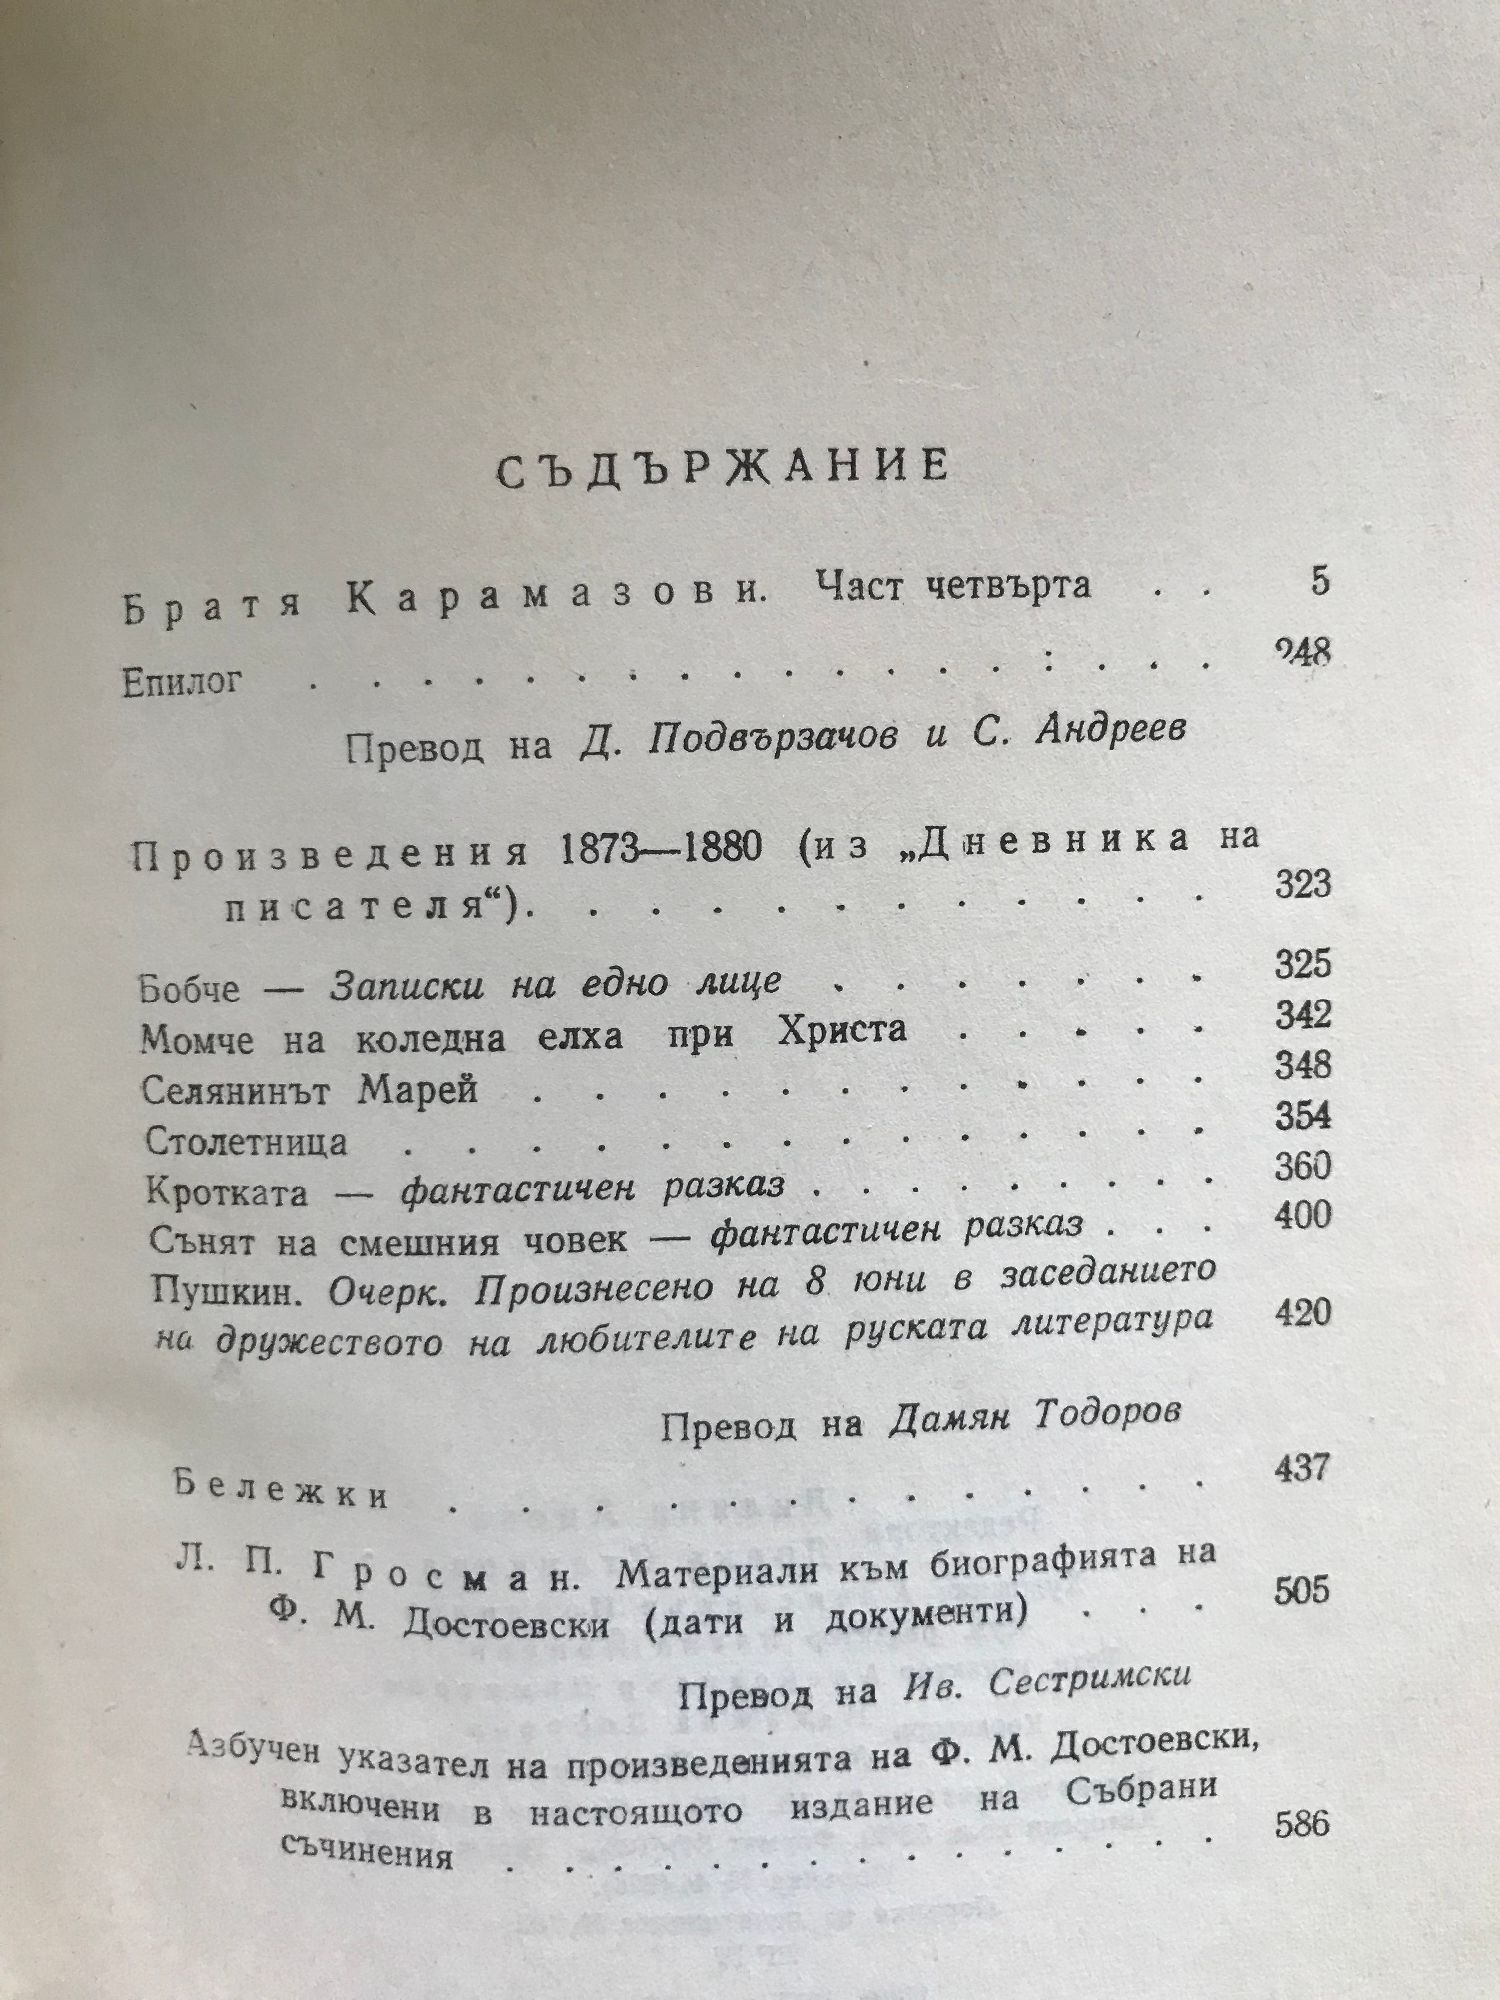 СЪДЪРЖАНИЕ
Братя Карамазови. Част четвърта . . 5
Епилог . . . . . . . . . . . . . . . . . 248
Превод на Д. Подвързачов и С. Андреев
Произведения 1873—1880 (из „Дневника на
писателя“). . . . . . . . . . . . 323
Бобче — Записки на едно лице . . . . . . . 325
Момче на коледна елха при Христа . . . . . 342
Селянинът Марей . . . . . . . . . . . . 348
Столетница . . . . . . . . . . . . . . 354
Кротката — фантастичен разказ . . . . . . . . . 360
Сънят на смешния човек — фантастичен разказ . . . 400
Пушкин. Очерк. Произнесено на 8 юни в заседанието
на дружеството на любителите на руската литература 420
Превод на Дамян Тодоров
Бележки . . . . . . . . . . . . . 437
Л. П. Гросман. Материали към биографията на
Ф. М. Достоевски (дати и документи) . . . 505
Превод на Ив. Сестримски
Азбучен указател на произведенията на Ф. М. Достоевски,
включени в настоящото издание на Събрани
съчинения . . . . . . . . . . . . . 586